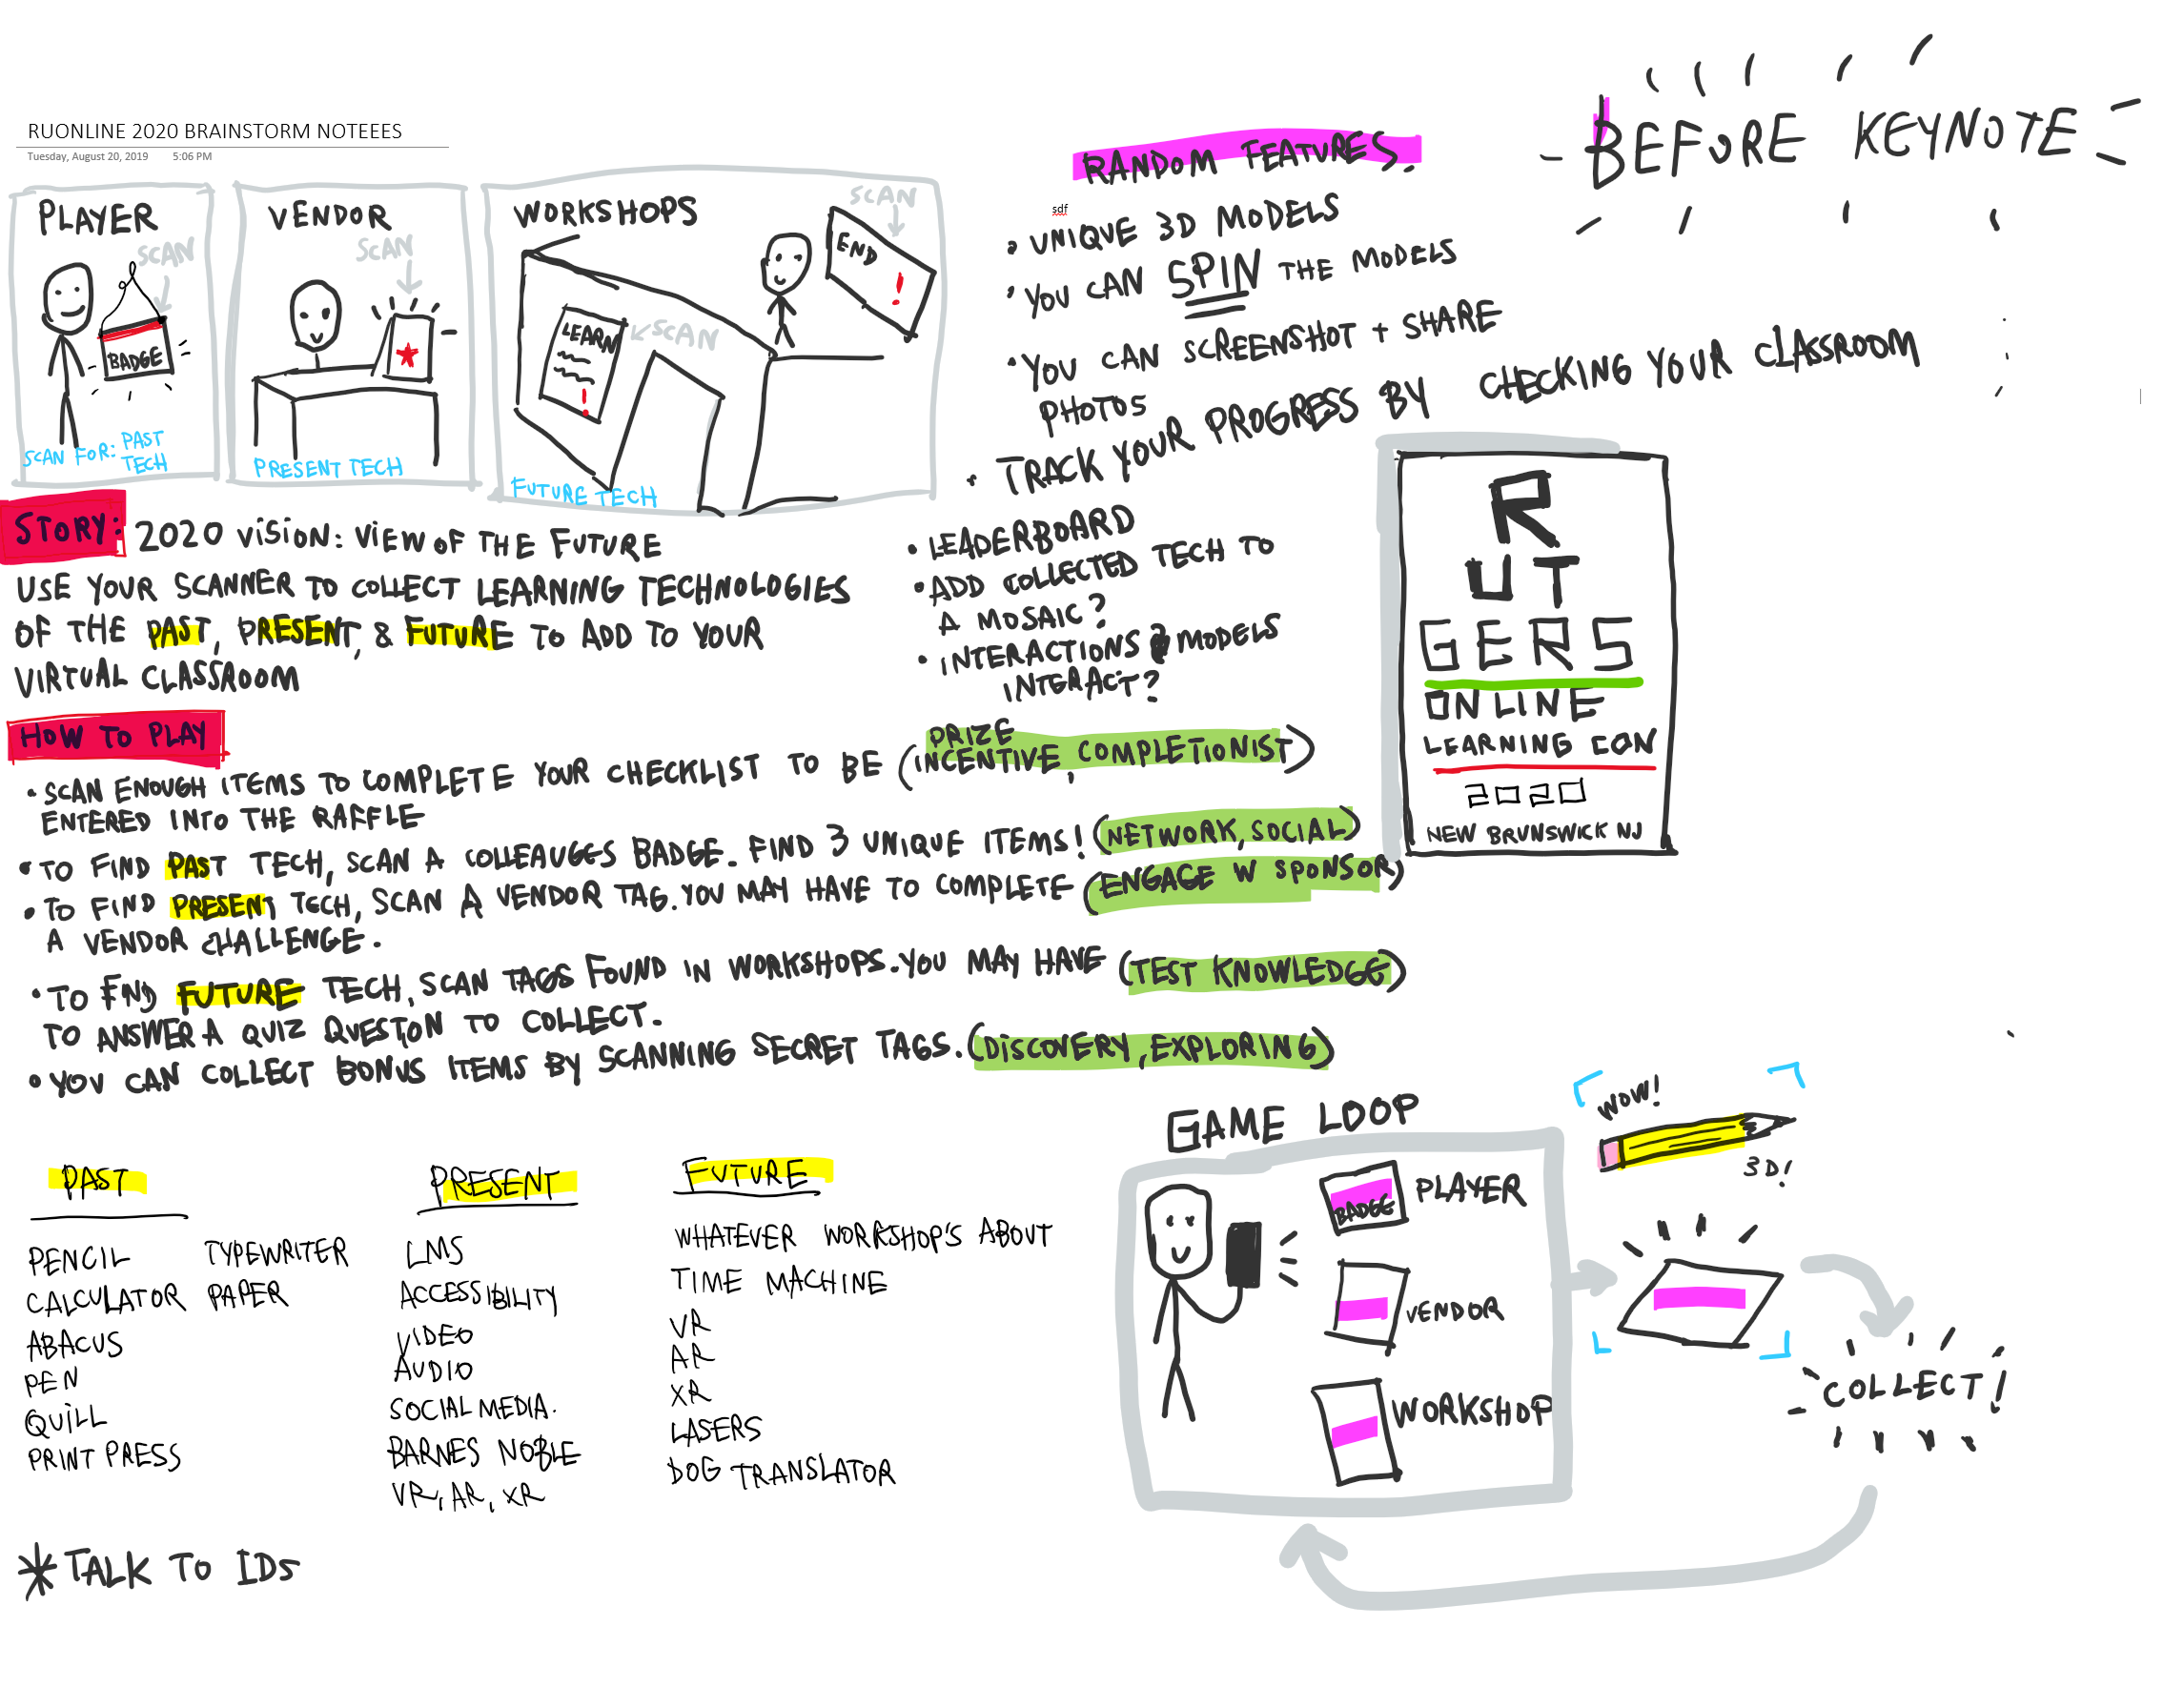 RUONLINE 2020 BRAINSTORM NOTEEES
Tuesday, August 20, 2019 5:06 PM
PLAYER
SCAN
BADGE
SCAN FOR: PAST
TECH
VENDOR
SCAN
PRESENT TECH
WORKSHOPS
SCAN
END
!
LEARN
SCAN
!
FUTURE TECH
STORY: 2020 VISION: VIEW OF THE FUTURE
USE YOUR SCANNER TO COLLECT LEARNING TECHNOLOGIES
OF THE PAST, PRESENT, & FUTURE TO ADD TO YOUR
VIRTUAL CLASSROOM
HOW TO PLAY
• SCAN ENOUGH ITEMS TO COMPLETE YOUR CHECKLIST TO BE (PRIZE INCENTIVE, COMPLETIONIST)
ENTERED INTO THE RAFFLE
• TO FIND PAST TECH, SCAN A COLLEAUGES BADGE. FIND 3 UNIQUE ITEMS! (NETWORK, SOCIAL)
• TO FIND PRESENT TECH, SCAN A VENDOR TAG. YOU MAY HAVE TO COMPLETE (ENGAGE W SPONSOR)
A VENDOR CHALLENGE.
• TO FND FUTURE TECH, SCAN TAGS FOUND IN WORKSHOPS. YOU MAY HAVE (TEST KNOWLEDGE)
TO ANSWER A QUIZ QUESTON TO COLLECT.
• YOU CAN COLLECT BONUS ITEMS BY SCANNING SECRET TAGS. (DISCOVERY, EXPLORING)
PAST
PENCIL TYPEWRITER
CALCULATOR PAPER
ABACUS
PEN
QUILL
PRINT PRESS
PRESENT
LMS
ACCESSIBILITY
VIDEO
AUDIO
SOCIAL MEDIA.
BARNES NOBLE
VR, AR, XR
FUTURE
WHATEVER WORKSHOP'S ABOUT
TIME MACHINE
VR
AR
XR
LASERS
DOG TRANSLATOR
* TALK TO IDS
RANDOM FEATURES.
sdf
• UNIQUE 3D MODELS
• YOU CAN SPIN THE MODELS
• YOU CAN SCREENSHOT + SHARE
PHOTOS
• TRACK YOUR PROGRESS BY CHECKING YOUR CLASSROOM
• LEADERBOARD
• ADD COLLECTED TECH TO
A MOSAIC?
• INTERACTIONS MODELS
INTERACT?
BEFORE KEYNOTE
R
UT
GERS
ONLINE
LEARNING CON
2020
NEW BRUNSWICK NJ
GAME LOOP
BADGE PLAYER
VENDOR
WORKSHOP
WOW!
3D!
COLLECT!